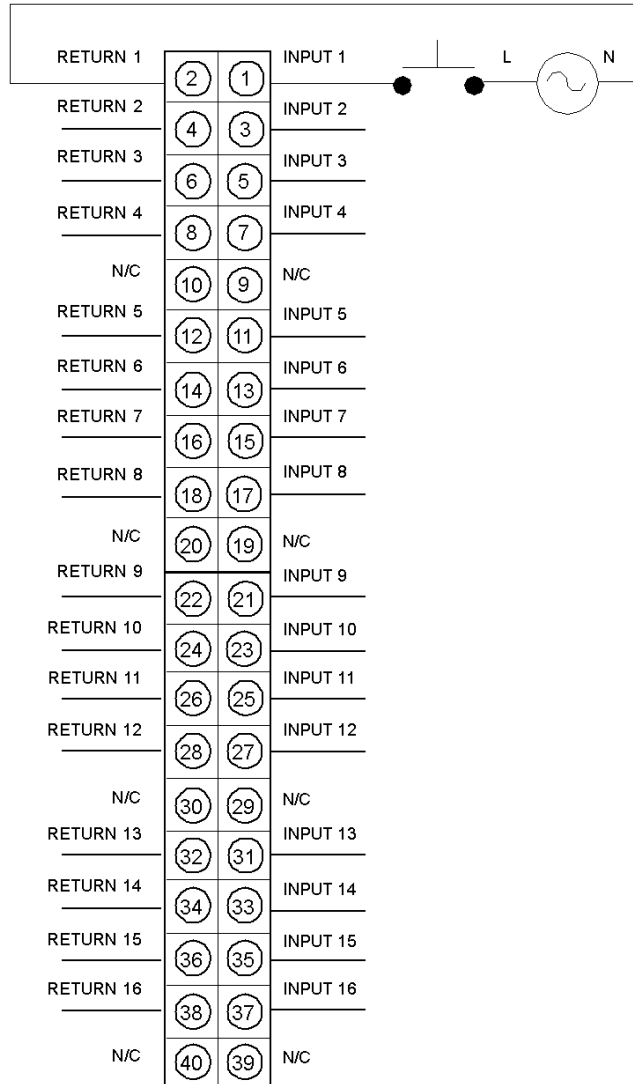 RETURN 1 2 1 INPUT 1 L N
RETURN 2 4 3 INPUT 2
RETURN 3 6 5 INPUT 3
RETURN 4 8 7 INPUT 4
N/C 10 9 N/C
RETURN 5 12 11 INPUT 5
RETURN 6 14 13 INPUT 6
RETURN 7 16 15 INPUT 7
RETURN 8 18 17 INPUT 8
N/C 20 19 N/C
RETURN 9 22 21 INPUT 9
RETURN 10 24 23 INPUT 10
RETURN 11 26 25 INPUT 11
RETURN 12 28 27 INPUT 12
N/C 30 29 N/C
RETURN 13 32 31 INPUT 13
RETURN 14 34 33 INPUT 14
RETURN 15 36 35 INPUT 15
RETURN 16 38 37 INPUT 16
N/C 40 39 N/C